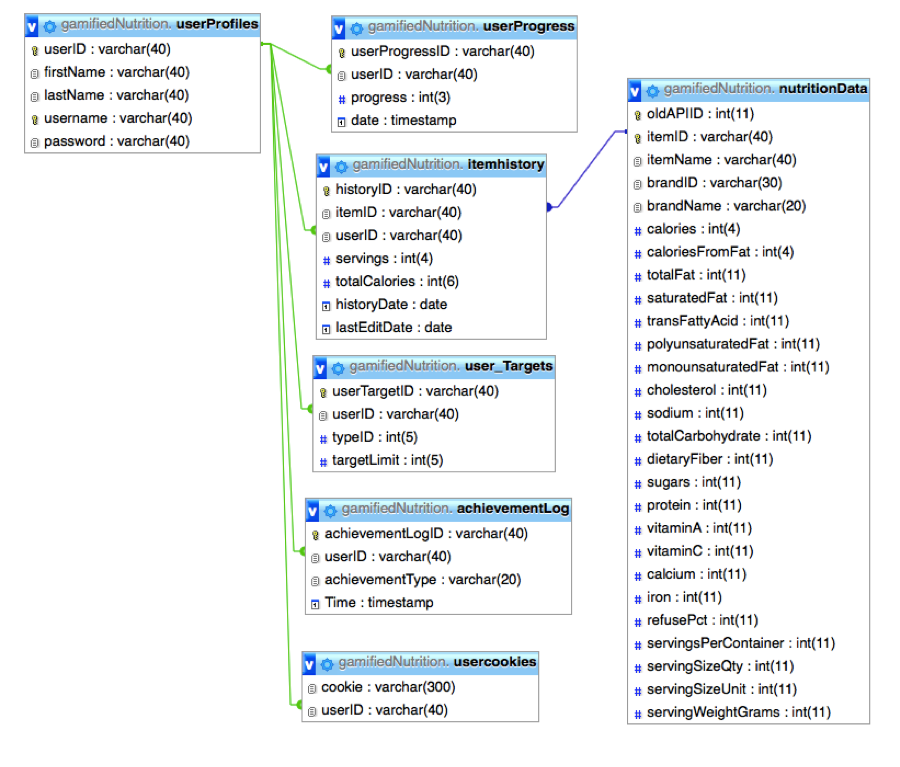 gamifiedNutrition. userProfiles
userID : varchar(40)
firstName : varchar(40)
lastName : varchar(40)
username : varchar(40)
password : varchar(40)
gamifiedNutrition. userProgress
userProgressID : varchar(40)
userID : varchar(40)
progress : int(3)
date : timestamp
gamifiedNutrition. itemhistory
historyID : varchar(40)
itemID : varchar(40)
userID : varchar(40)
servings : int(4)
totalCalories : int(6)
historyDate : date
lastEditDate : date
gamifiedNutrition. user_Targets
userTargetID : varchar(40)
userID : varchar(40)
typeID : int(5)
targetLimit : int(5)
gamifiedNutrition. achievementLog
achievementLogID : varchar(40)
userID : varchar(40)
achievementType : varchar(20)
Time : timestamp
gamifiedNutrition. usercookies
cookie : varchar(300)
userID : varchar(40)
gamifiedNutrition. nutritionData
oldAPIID : int(11)
itemID : varchar(40)
itemName : varchar(40)
brandID : varchar(30)
brandName : varchar(20)
calories : int(4)
caloriesFromFat : int(4)
totalFat : int(11)
saturatedFat : int(11)
transFattyAcid : int(11)
polyunsaturatedFat : int(11)
monounsaturatedFat : int(11)
cholesterol : int(11)
sodium : int(11)
totalCarbohydrate : int(11)
dietaryFiber : int(11)
sugars : int(11)
protein : int(11)
vitaminA : int(11)
vitaminC : int(11)
calcium : int(11)
iron : int(11)
refusePct : int(11)
servingsPerContainer : int(11)
servingSizeQty : int(11)
servingSizeUnit : int(11)
servingWeightGrams : int(11)